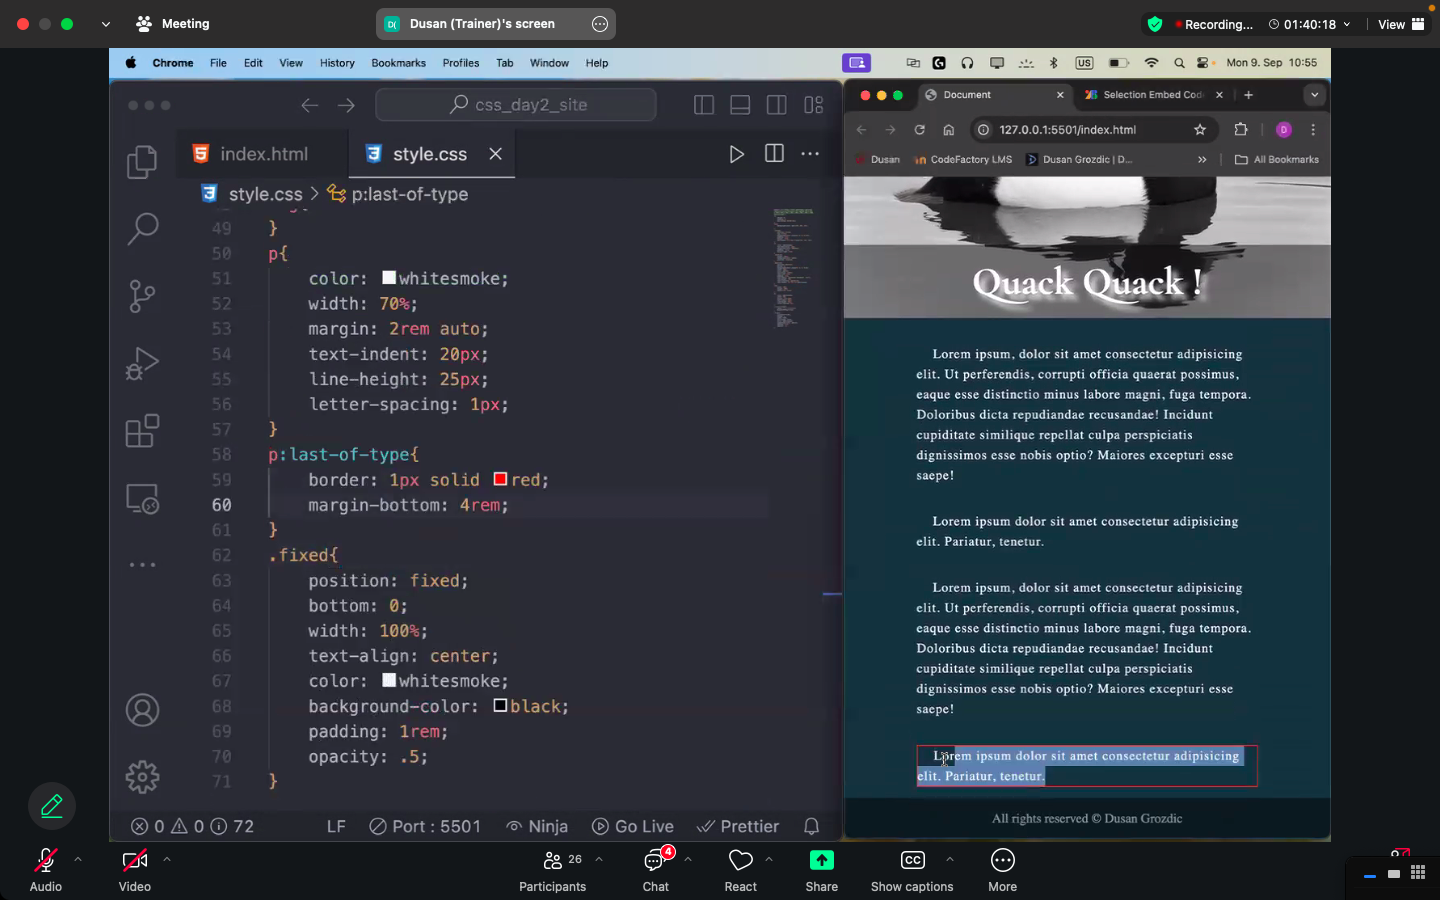 Meeting
D( Dusan (Trainer)'s screen
Recording...
01:40:18
View
Chrome File Edit View History Bookmarks Profiles Tab Window Help
US
Mon 9. Sep 10:55
css_day2_site
index.html
style.css
style.css > p:last-of-type
49 }
50 p{
51 color: whitesmoke;
52 width: 70%;
53 margin: 2rem auto;
54 text-indent: 20px;
55 line-height: 25px;
56 letter-spacing: 1px;
57 }
58 p:last-of-type{
59 border: 1px solid red;
60 margin-bottom: 4rem;
61 }
62 .fixed{
63 position: fixed;
64 bottom: 0;
65 width: 100%;
66 text-align: center;
67 color: whitesmoke;
68 background-color: black;
69 padding: 1rem;
70 opacity: .5;
71 }
0 0 72 LF Port : 5501 Ninja Go Live Prettier
Document
Selection Embed Cod
127.0.0.1:5501/index.html
D
Dusan
CodeFactory LMS
Dusan Grozdic | D...
All Bookmarks
Quack Quack !
Lorem ipsum, dolor sit amet consectetur adipisicing
elit. Ut perferendis, corrupti officia quaerat possimus,
eaque esse distinctio minus labore magni, fuga tempora.
Doloribus dicta repudiandae recusandae! Incidunt
cupiditate similique repellat culpa perspiciatis
dignissimos esse nobis optio? Maiores excepturi esse
saepe!
Lorem ipsum dolor sit amet consectetur adipisicing
elit. Pariatur, tenetur.
Lorem ipsum, dolor sit amet consectetur adipisicing
elit. Ut perferendis, corrupti officia quaerat possimus,
eaque esse distinctio minus labore magni, fuga tempora.
Doloribus dicta repudiandae recusandae! Incidunt
cupiditate similique repellat culpa perspiciatis
dignissimos esse nobis optio? Maiores excepturi esse
saepe!
Lorem ipsum dolor sit amet consectetur adipisicing
elit. Pariatur, tenetur.
All rights reserved © Dusan Grozdic
Audio
Video
26
Participants
4
Chat
React
Share
CC
Show captions
More